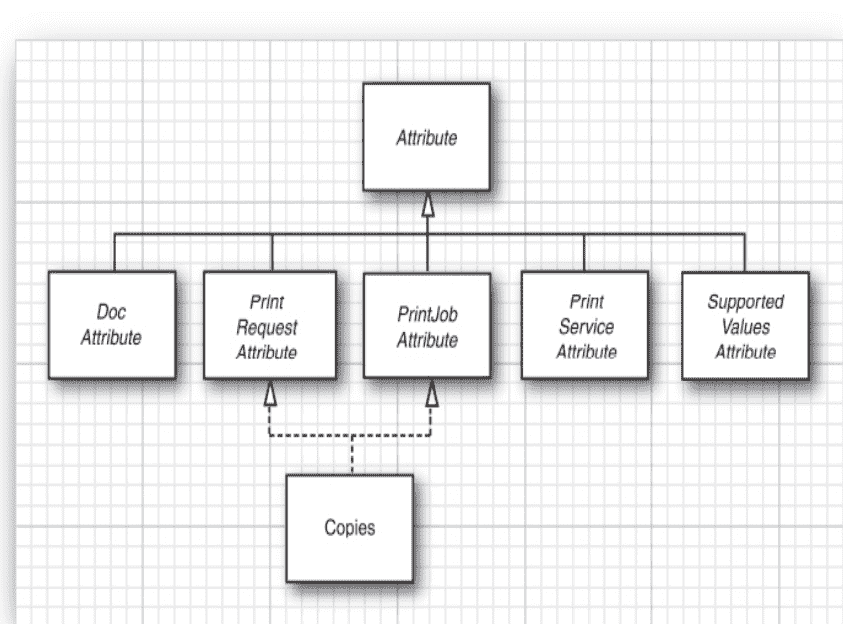 Attribute
Doc
Attribute
Print
Request
Attribute
PrintJob
Attribute
Print
Service
Attribute
Supported
Values
Attribute
Copies